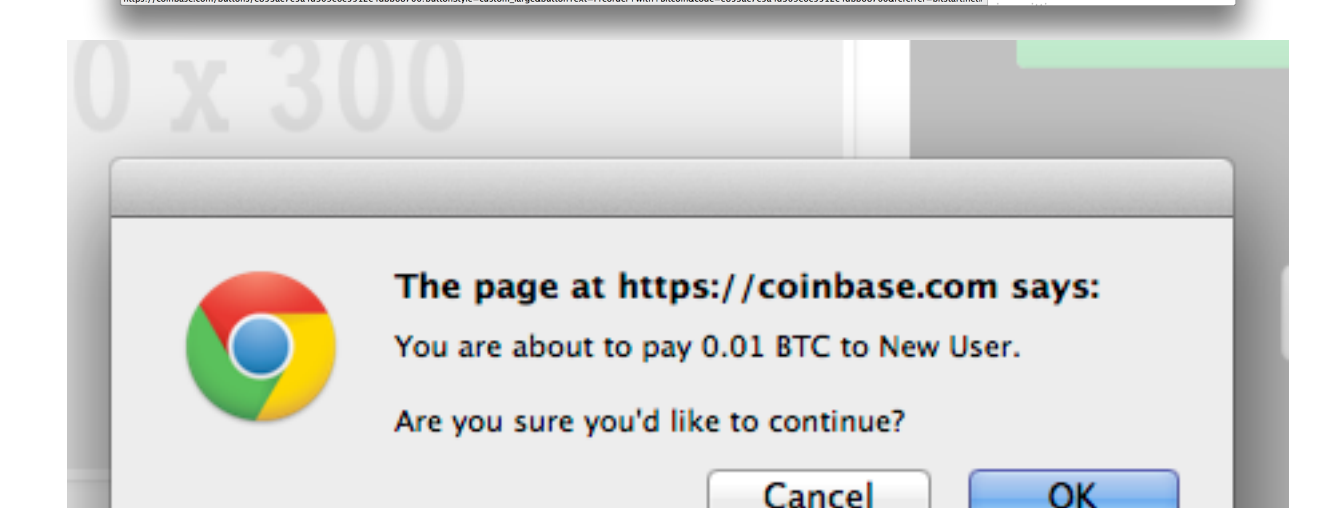 0 x 300
The page at https://coinbase.com says:
You are about to pay 0.01 BTC to New User.
Are you sure you'd like to continue?
Cancel OK